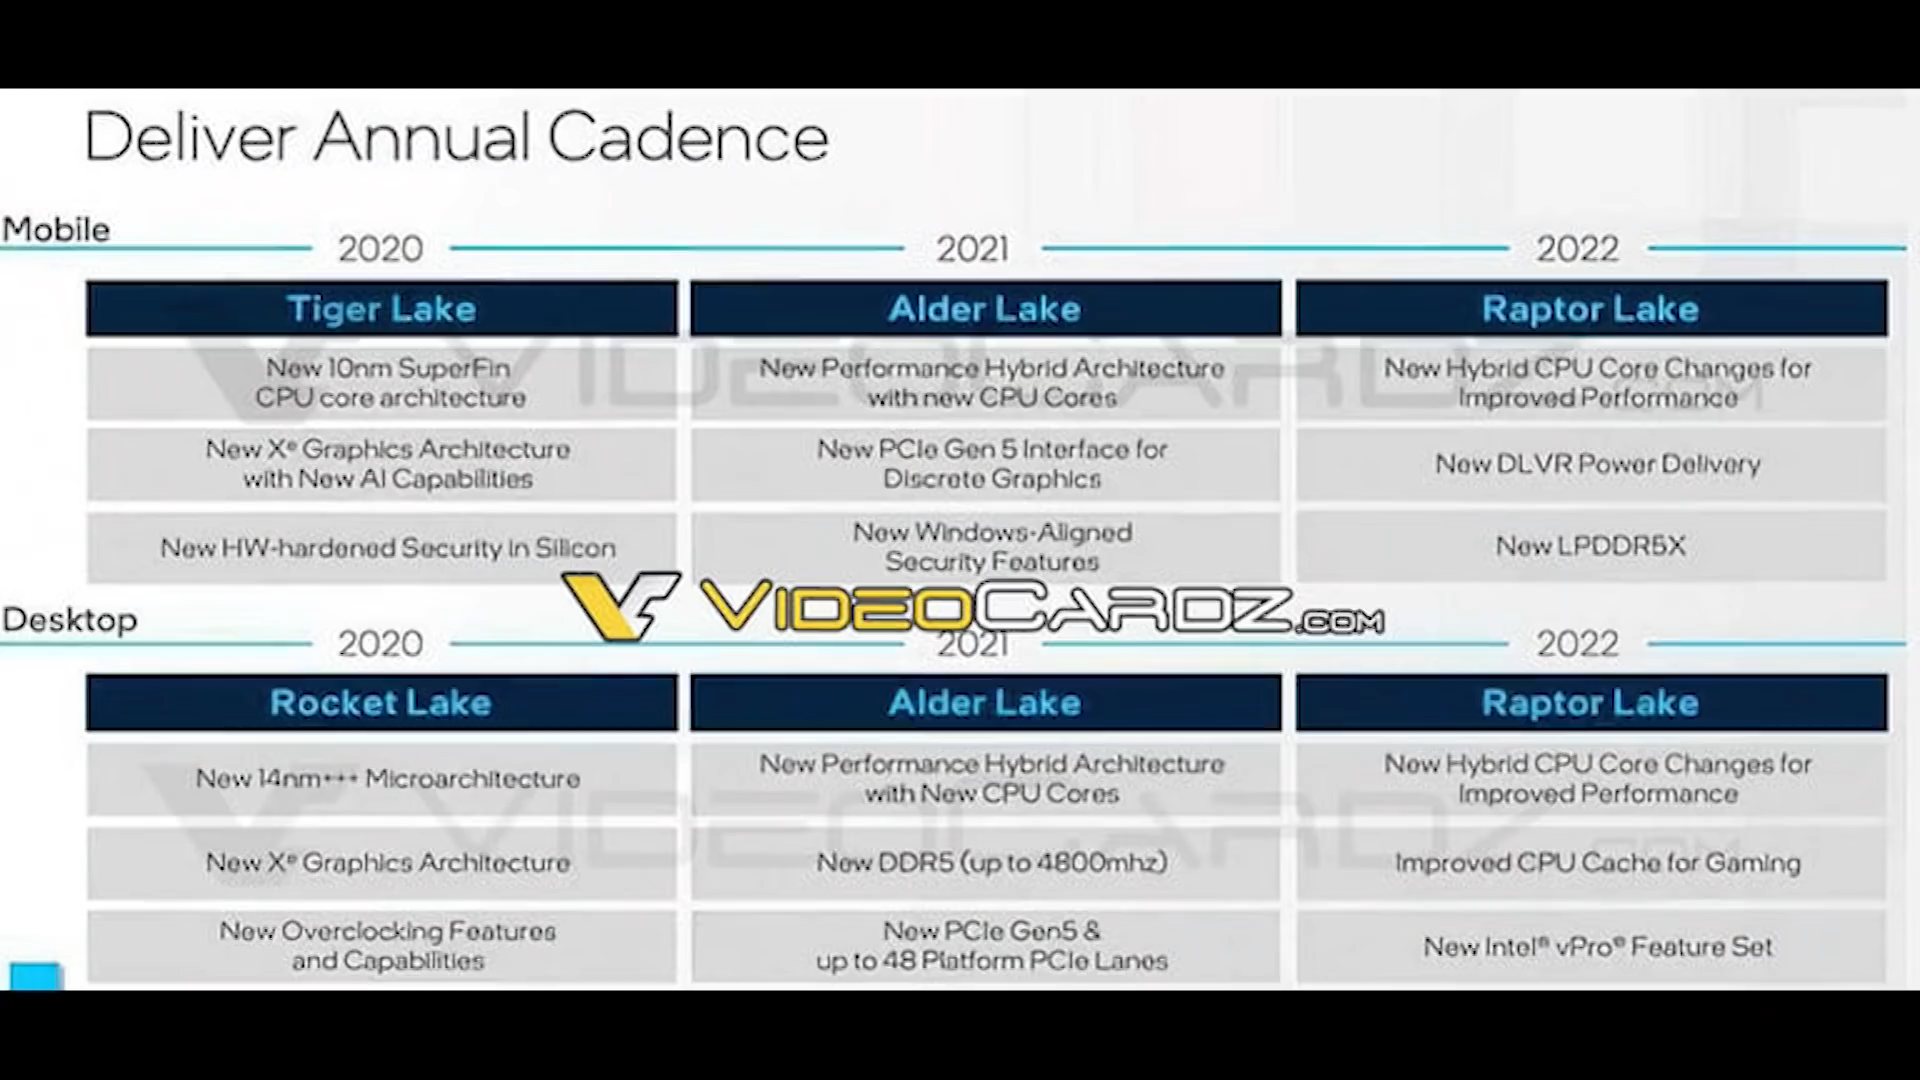 Deliver Annual Cadence
Mobile
2020
2021
2022
Tiger Lake
Alder Lake
Raptor Lake
New 10nm SuperFin
CPU core architecture
New Performance Hybrid Architecture
with new CPU Cores
New Hybrid CPU Core Changes for
Improved Performance
New Xᵉ Graphics Architecture
with New AI Capabilities
New PCIe Gen 5 Interface for
Discrete Graphics
New DLVR Power Delivery
New HW-hardened Security in Silicon
New Windows-Aligned
Security Features
New LPDDR5X
VIDEOCARDZ.COM
Desktop
2020
2021
2022
Rocket Lake
Alder Lake
Raptor Lake
New 14nm+++ Microarchitecture
New Performance Hybrid Architecture
with New CPU Cores
New Hybrid CPU Core Changes for
Improved Performance
New Xᵉ Graphics Architecture
New DDR5 (up to 4800mhz)
Improved CPU Cache for Gaming
New Overclocking Features
and Capabilities
New PCIe Gen5 &
up to 48 Platform PCIe Lanes
New Intel® vPro® Feature Set
VIDEOCARDZ.COM
VIDEOCARDZ.COM